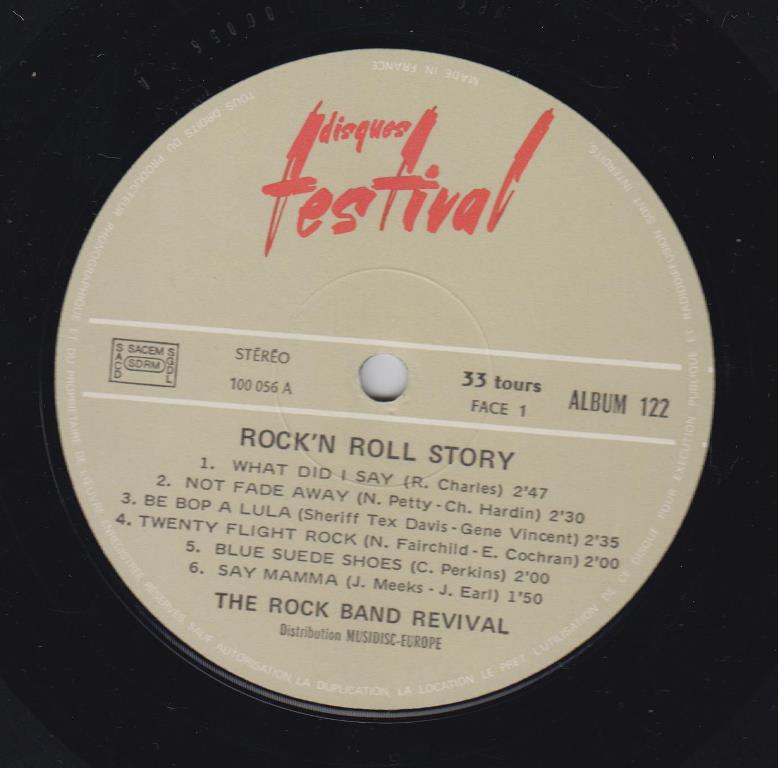 MADE IN FRANCE
disques
festival
SACEM
SACD
SDRM
SGDL
STÉRÉO
100 056 A
33 tours
FACE 1
ALBUM 122
ROCK'N ROLL STORY
1. WHAT DID I SAY (R. Charles) 2'47
2. NOT FADE AWAY (N. Petty - Ch. Hardin) 2'30
3. BE BOP A LULA (Sheriff Tex Davis - Gene Vincent) 2'35
4. TWENTY FLIGHT ROCK (N. Fairchild - E. Cochran) 2'00
5. BLUE SUEDE SHOES (C. Perkins) 2'00
6. SAY MAMMA (J. Meeks - J. Earl) 1'50
THE ROCK BAND REVIVAL
Distribution MUSIDISC-EUROPE
TOUS DROITS DU PRODUCTEUR PHONOGRAPHIQUE ET DU PROPRIÉTAIRE DE L'ŒUVRE ENREGISTRÉE RÉSERVÉS SAUF AUTORISATION, LA DUPLICATION, LA LOCATION, LE PRET, L'UTILISATION DE CE DISQUE POUR EXÉCUTION PUBLIQUE ET RADIODIFFUSION SONT INTERDITS